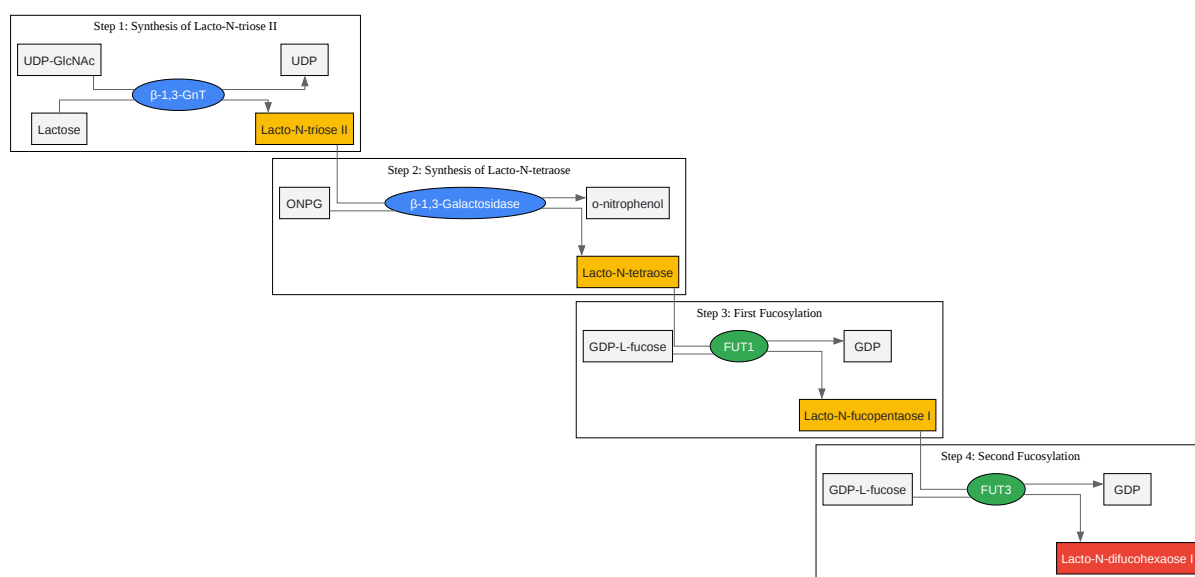 Step 1: Synthesis of Lacto-N-triose II
UDP-GlcNAc
UDP
β-1,3-GnT
Lactose
Lacto-N-triose II
Step 2: Synthesis of Lacto-N-tetraose
ONPG
β-1,3-Galactosidase
o-nitrophenol
Lacto-N-tetraose
Step 3: First Fucosylation
GDP-L-fucose
FUT1
GDP
Lacto-N-fucopentaose I
Step 4: Second Fucosylation
GDP-L-fucose
FUT3
GDP
Lacto-N-difucohexaose I